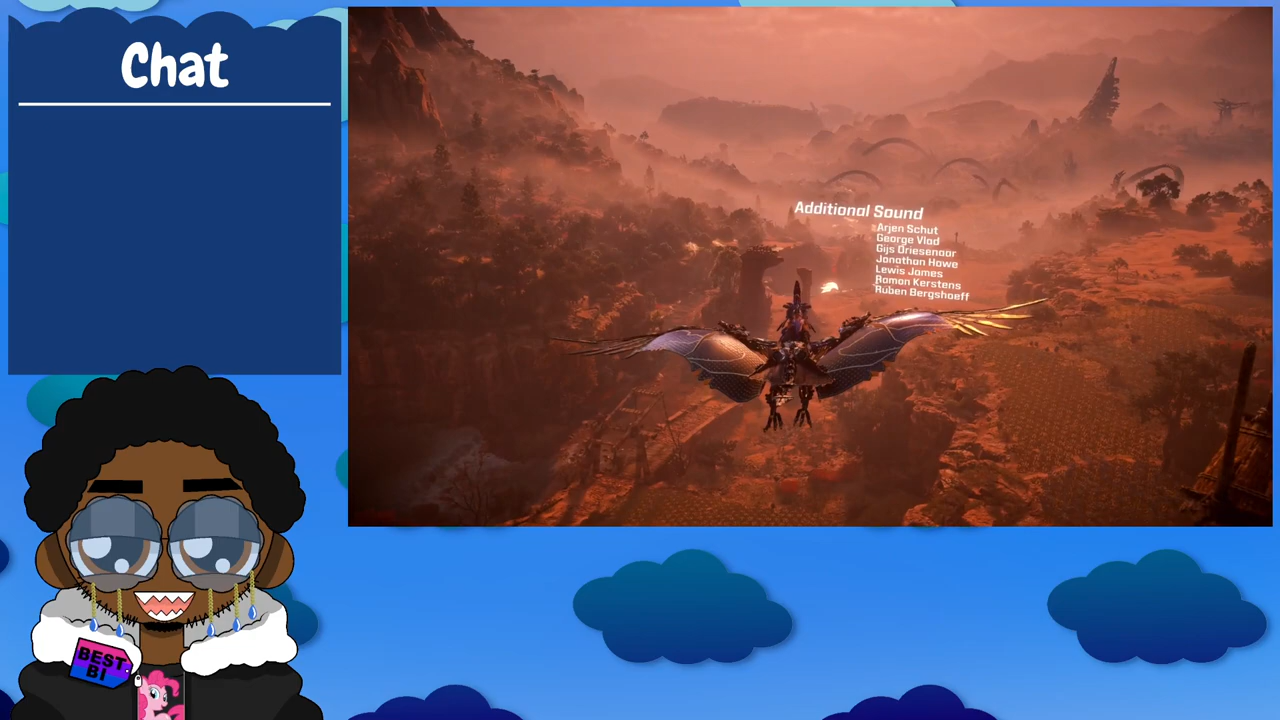 Chat
Additional Sound
Arjen Schut
George Vlad
Gijs Driesenaar
Jonathan Howe
Lewis James
Ramon Kerstens
Ruben Bergshoeff
BEST
BI